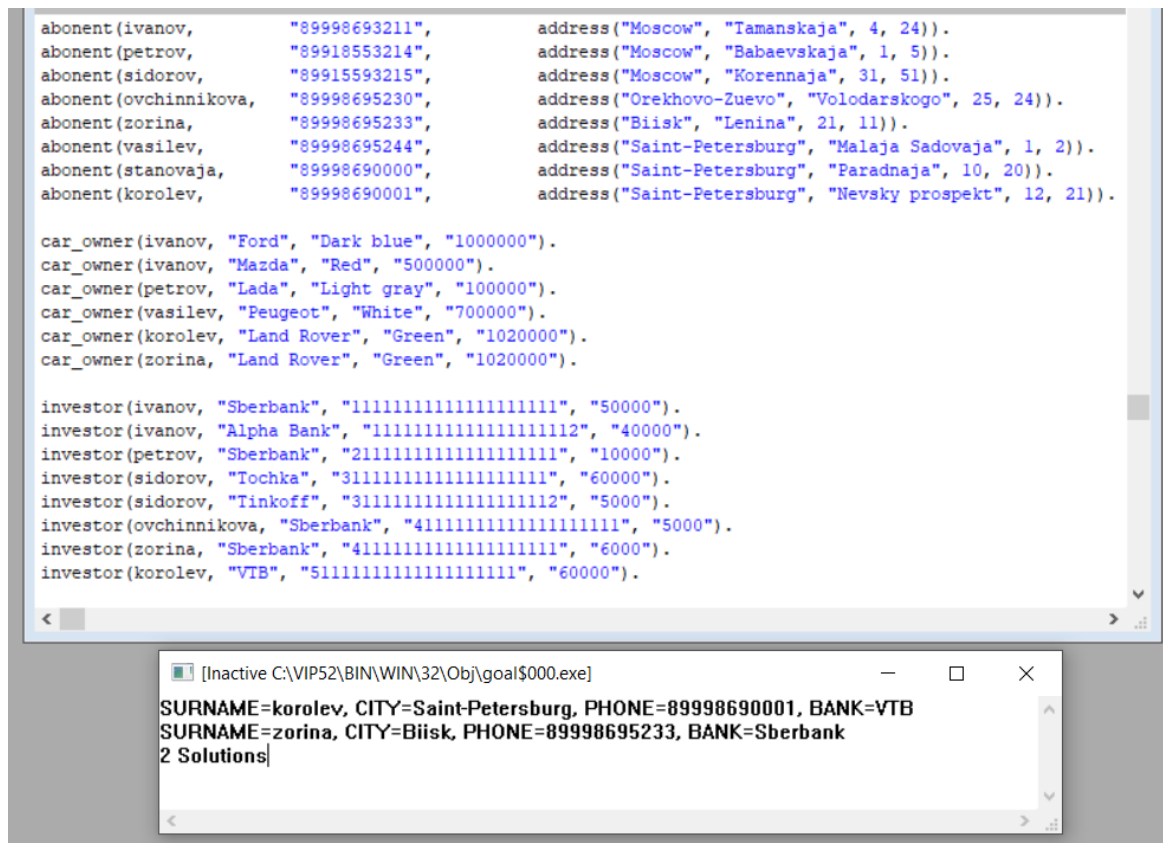 abonent(ivanov, "89998693211", address("Moscow", "Tamanskaja", 4, 24)).
abonent(petrov, "89918553214", address("Moscow", "Babaevskaja", 1, 5)).
abonent(sidorov, "89915593215", address("Moscow", "Korennaja", 31, 51)).
abonent(ovchinnikova, "89998695230", address("Orekhovo-Zuevo", "Volodarskogo", 25, 24)).
abonent(zorina, "89998695233", address("Biisk", "Lenina", 21, 11)).
abonent(vasilev, "89998695244", address("Saint-Petersburg", "Malaja Sadovaja", 1, 2)).
abonent(stanovaja, "89998690000", address("Saint-Petersburg", "Paradnaja", 10, 20)).
abonent(korolev, "89998690001", address("Saint-Petersburg", "Nevsky prospekt", 12, 21)).
car_owner(ivanov, "Ford", "Dark blue", "1000000").
car_owner(ivanov, "Mazda", "Red", "500000").
car_owner(petrov, "Lada", "Light gray", "100000").
car_owner(vasilev, "Peugeot", "White", "700000").
car_owner(korolev, "Land Rover", "Green", "1020000").
car_owner(zorina, "Land Rover", "Green", "1020000").
investor(ivanov, "Sberbank", "11111111111111111111", "50000").
investor(ivanov, "Alpha Bank", "11111111111111111112", "40000").
investor(petrov, "Sberbank", "21111111111111111111", "10000").
investor(sidorov, "Tochka", "31111111111111111111", "60000").
investor(sidorov, "Tinkoff", "31111111111111111112", "5000").
investor(ovchinnikova, "Sberbank", "41111111111111111111", "5000").
investor(zorina, "Sberbank", "41111111111111111111", "6000").
investor(korolev, "VTB", "51111111111111111111", "60000").
[Inactive C:\VIP52\BIN\WIN\32\Obj\goal$000.exe]
SURNAME=korolev, CITY=Saint-Petersburg, PHONE=89998690001, BANK=VTB
SURNAME=zorina, CITY=Biisk, PHONE=89998695233, BANK=Sberbank
2 Solutions